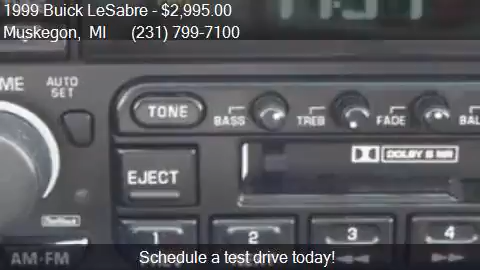 1999 Buick LeSabre - $2,995.00
Muskegon, MI (231) 799-7100
AUTO
SET
TONE
BASS
TREB
FADE
EJECT
DOLBY B NR
1
2
3
4
AM-FM
Schedule a test drive today!